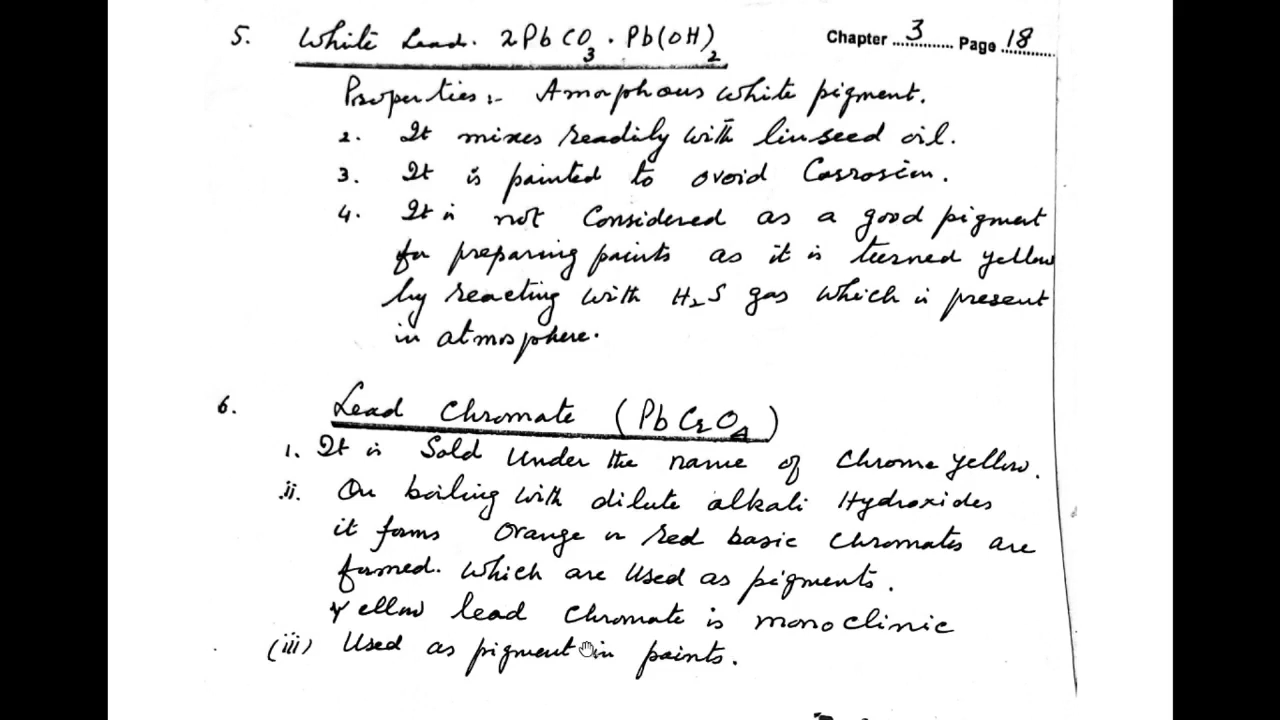 Chapter 3 Page 18
5. White Lead. 2PbCO3 . Pb(OH)2
Properties:- Amorphous white pigment.
2. It mixes readily with linseed oil.
3. It is painted to ovoid Corrosion.
4. It is not Considered as a good pigment
for preparing paints as it is turned yellow
by reacting with H2S gas which is present
in atmosphere.
6. Lead Chromate (PbCrO4)
1. It is Sold Under the name of Chrome yellow.
ii. On boiling with dilute alkali Hydroxides
it forms Orange or red basic Chromates are
formed. Which are Used as pigments.
Yellow lead Chromate is monoclinic
(iii) Used as pigment in paints.